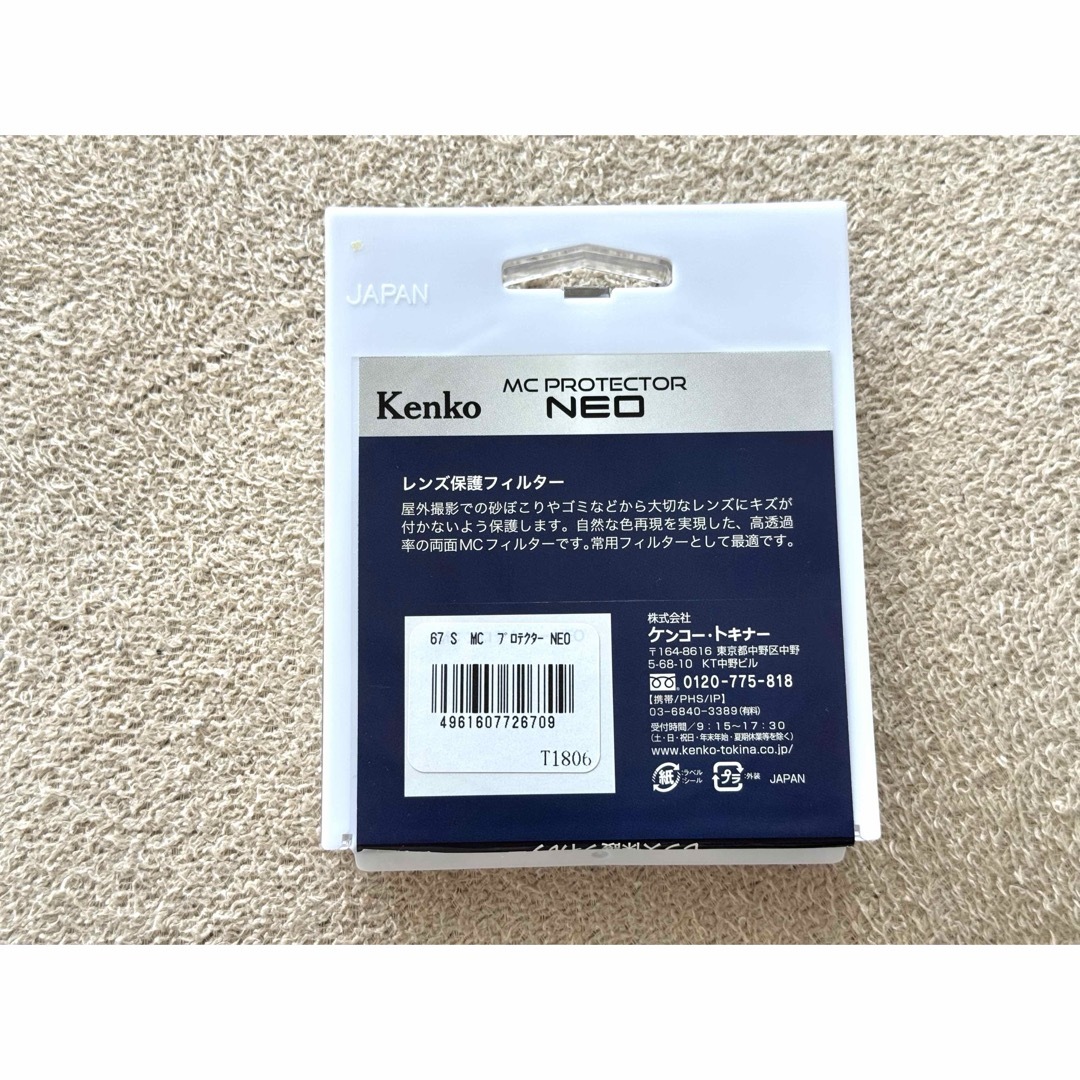 JAPAN
Kenko
MC PROTECTOR
NEO
レンズ保護フィルター
屋外撮影での砂ぼこりやゴミなどから大切なレンズにキズが
付かないよう保護します。自然な色再現を実現した、高透過
率の両面MCフィルターです。常用フィルターとして最適です。
67 S MC ﾌﾟﾛﾃｸﾀｰ NEO
4961607726709
T1806
株式会社
ケンコー・トキナー
〒164-8616 東京都中野区中野
5-68-10 KT中野ビル
0120-775-818
【携帯/PHS/IP】
03-6840-3389(有料)
受付時間／9：15〜17：30
(土・日・祝日・年末年始・夏期休業等を除く)
www.kenko-tokina.co.jp/
紙 :ラベル
:シール
プラ :外装
JAPAN